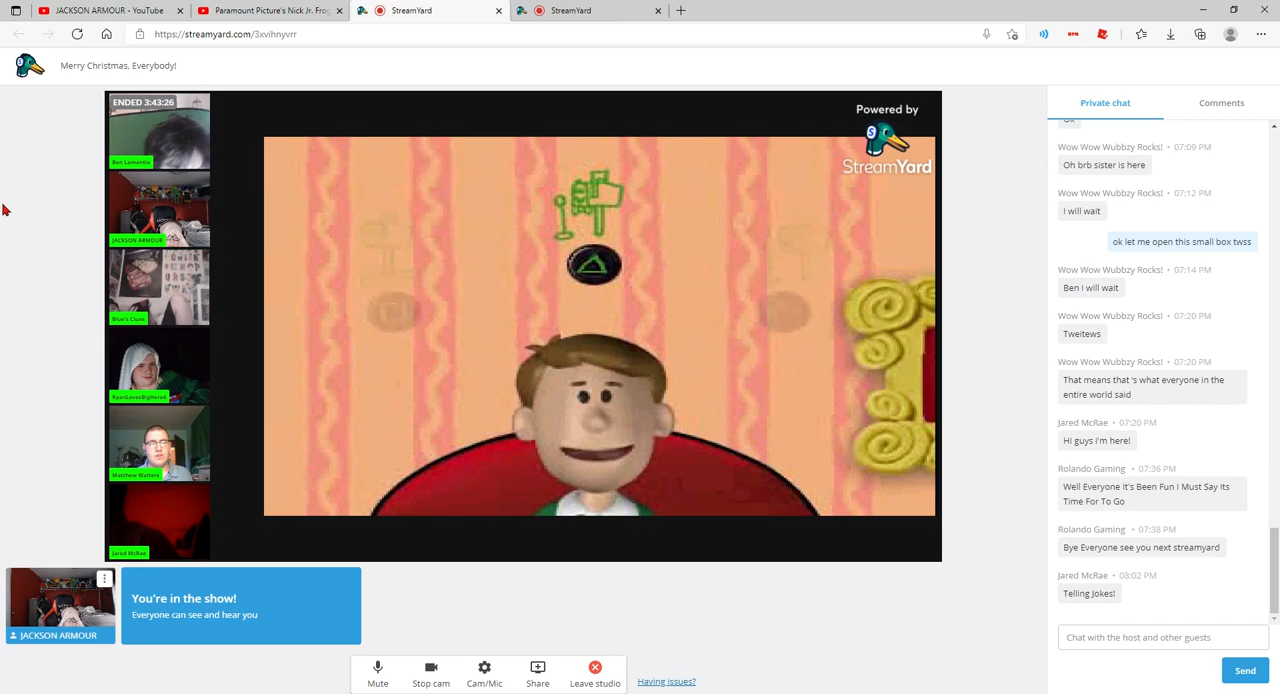 JACKSON ARMOUR - YouTube
Paramount Picture's Nick Jr. Frog
StreamYard
StreamYard
https://streamyard.com/3xvihnyvrr
Merry Christmas, Everybody!
ENDED 3:43:26
Ben Lamantia
JACKSON ARMOUR
Blue's Clues
RyanLovesBigHero6
Matthew Walters
Jared McRae
Powered by
StreamYard
JACKSON ARMOUR
You're in the show!
Everyone can see and hear you
Mute
Stop cam
Cam/Mic
Share
Leave studio
Having issues?
Private chat
Comments
Ok
Wow Wow Wubbzy Rocks! • 07:09 PM
Oh brb sister is here
Wow Wow Wubbzy Rocks! • 07:12 PM
I will wait
ok let me open this small box twss
Wow Wow Wubbzy Rocks! • 07:14 PM
Ben i will wait
Wow Wow Wubbzy Rocks! • 07:20 PM
Tweitews
Wow Wow Wubbzy Rocks! • 07:20 PM
That means that 's what everyone in the
entire world said
Jared McRae • 07:20 PM
HI guys i'm here!
Rolando Gaming • 07:36 PM
Well Everyone It's Been Fun I Must Say Its
Time For To Go
Rolando Gaming • 07:38 PM
Bye Everyone see you next streamyard
Jared McRae • 08:02 PM
Telling Jokes!
Chat with the host and other guests
Send